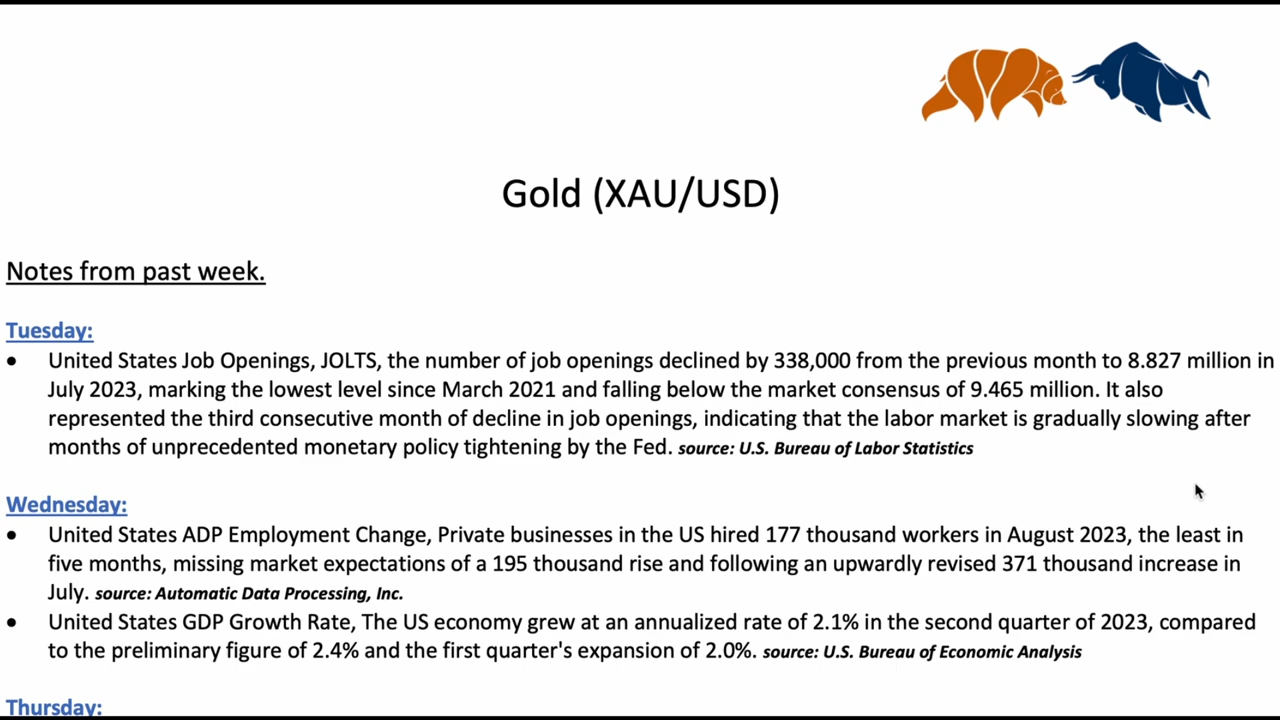 Gold (XAU/USD)
Notes from past week.
Tuesday:
• United States Job Openings, JOLTS, the number of job openings declined by 338,000 from the previous month to 8.827 million in
July 2023, marking the lowest level since March 2021 and falling below the market consensus of 9.465 million. It also
represented the third consecutive month of decline in job openings, indicating that the labor market is gradually slowing after
months of unprecedented monetary policy tightening by the Fed. source: U.S. Bureau of Labor Statistics
Wednesday:
• United States ADP Employment Change, Private businesses in the US hired 177 thousand workers in August 2023, the least in
five months, missing market expectations of a 195 thousand rise and following an upwardly revised 371 thousand increase in
July. source: Automatic Data Processing, Inc.
• United States GDP Growth Rate, The US economy grew at an annualized rate of 2.1% in the second quarter of 2023, compared
to the preliminary figure of 2.4% and the first quarter's expansion of 2.0%. source: U.S. Bureau of Economic Analysis
Thursday: